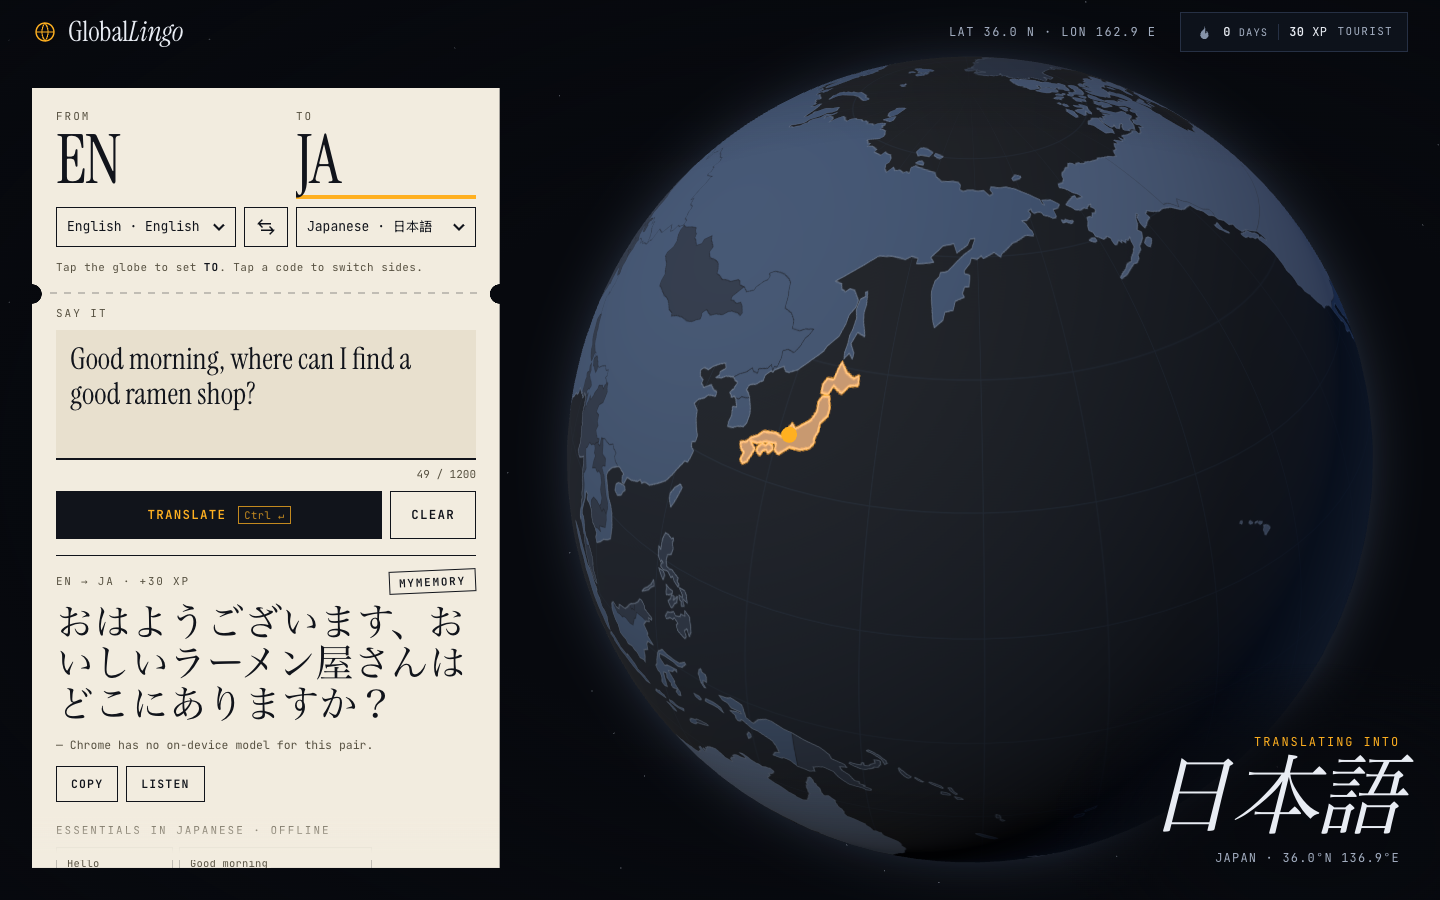 GlobalLingo
LAT 36.0 N · LON 162.9 E
0 DAYS
30 XP TOURIST
FROM
EN
TO
JA
English · English
Japanese · 日本語
Tap the globe to set TO. Tap a code to switch sides.
SAY IT
Good morning, where can I find a
good ramen shop?
49 / 1200
TRANSLATE Ctrl ↵
CLEAR
EN → JA · +30 XP
MYMEMORY
おはようございます、お
いしいラーメン屋さんは
どこにありますか？
— Chrome has no on-device model for this pair.
COPY
LISTEN
ESSENTIALS IN JAPANESE · OFFLINE
Hello
Good morning
TRANSLATING INTO
日本語
JAPAN · 36.0°N 136.9°E